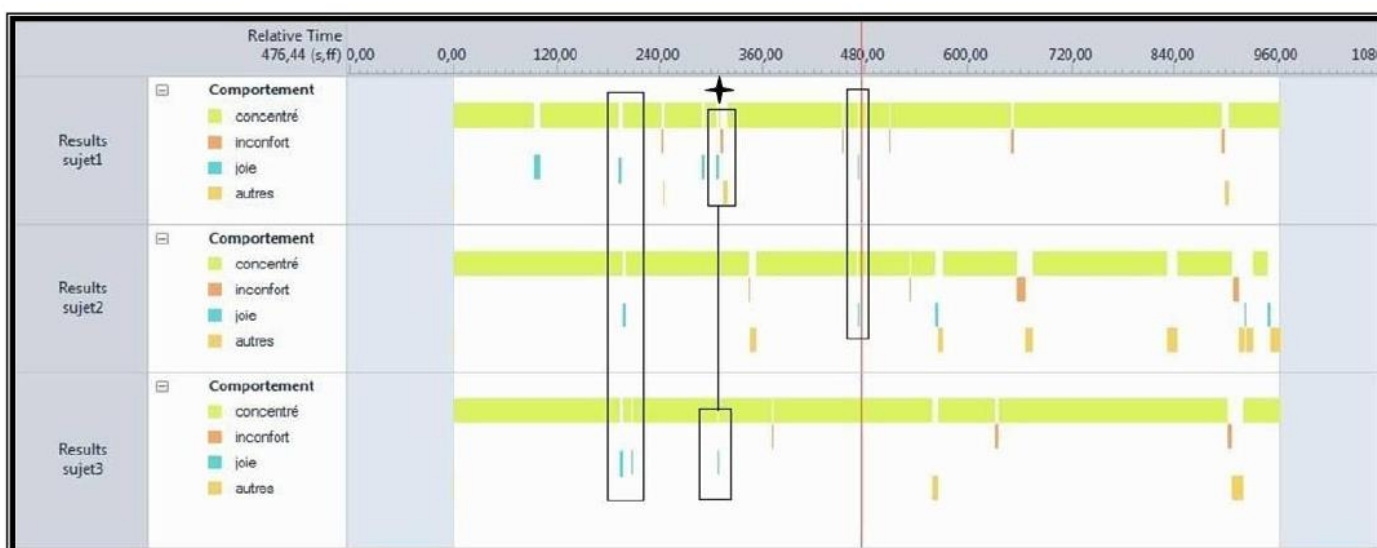 Relative Time
476,44 (s,ff) 0,00 0,00 120,00 240,00 360,00 480,00 600,00 720,00 840,00 960,00 1080
Results
sujet1
Comportement
concentré
inconfort
joie
autres
Results
sujet2
Comportement
concentré
inconfort
joie
autres
Results
sujet3
Comportement
concentré
inconfort
joie
autres